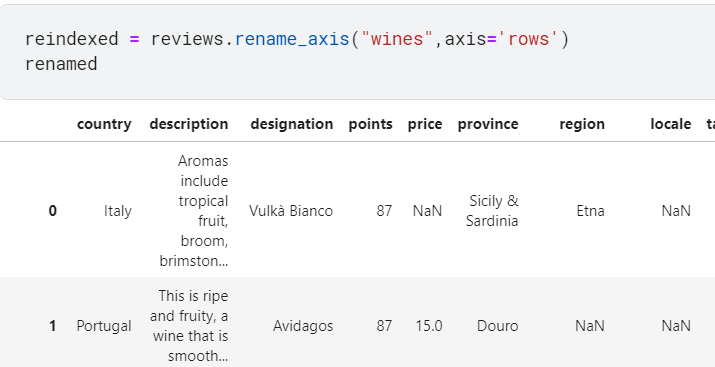 reindexed = reviews.rename_axis("wines",axis='rows')
renamed
country description designation points price province region locale
0 Italy Aromas include tropical fruit, broom, brimston... Vulkà Bianco 87 NaN Sicily & Sardinia Etna NaN
1 Portugal This is ripe and fruity, a wine that is smooth... Avidagos 87 15.0 Douro NaN NaN